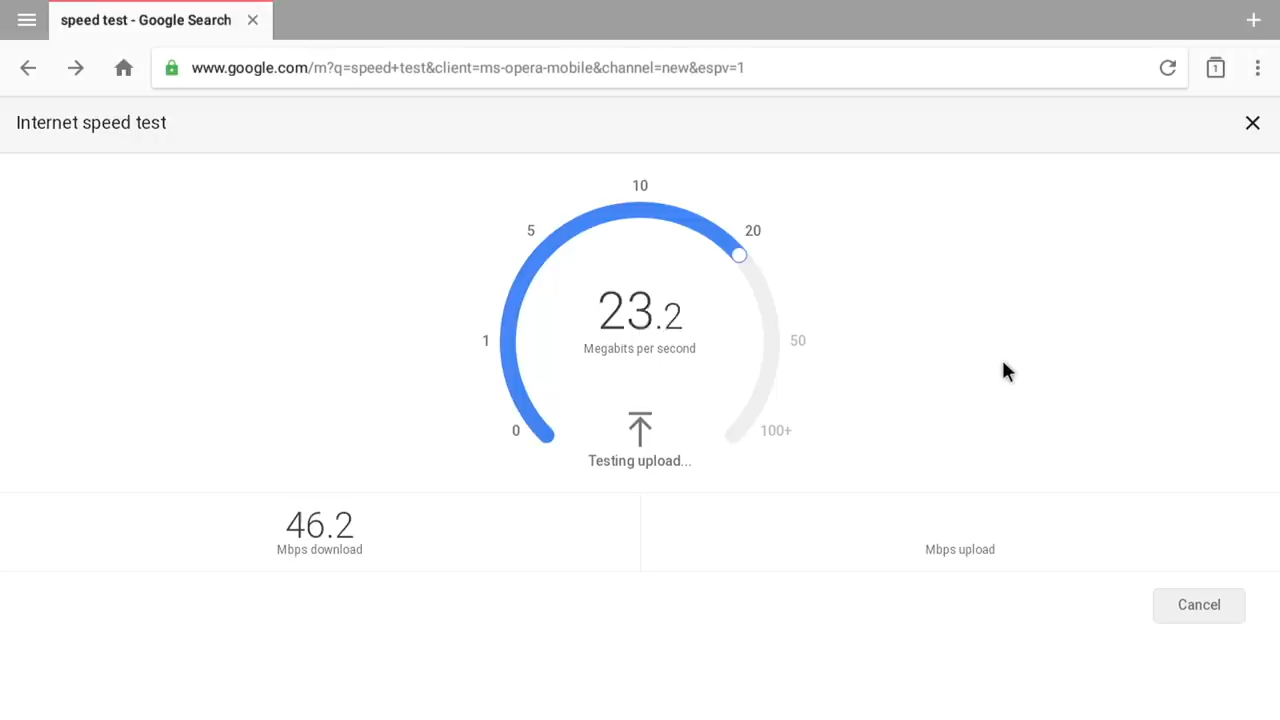 speed test - Google Search
www.google.com/m?q=speed+test&client=ms-opera-mobile&channel=new&espv=1
1
Internet speed test
10
5
20
23.2
Megabits per second
1
50
0
100+
Testing upload...
46.2
Mbps download
Mbps upload
Cancel